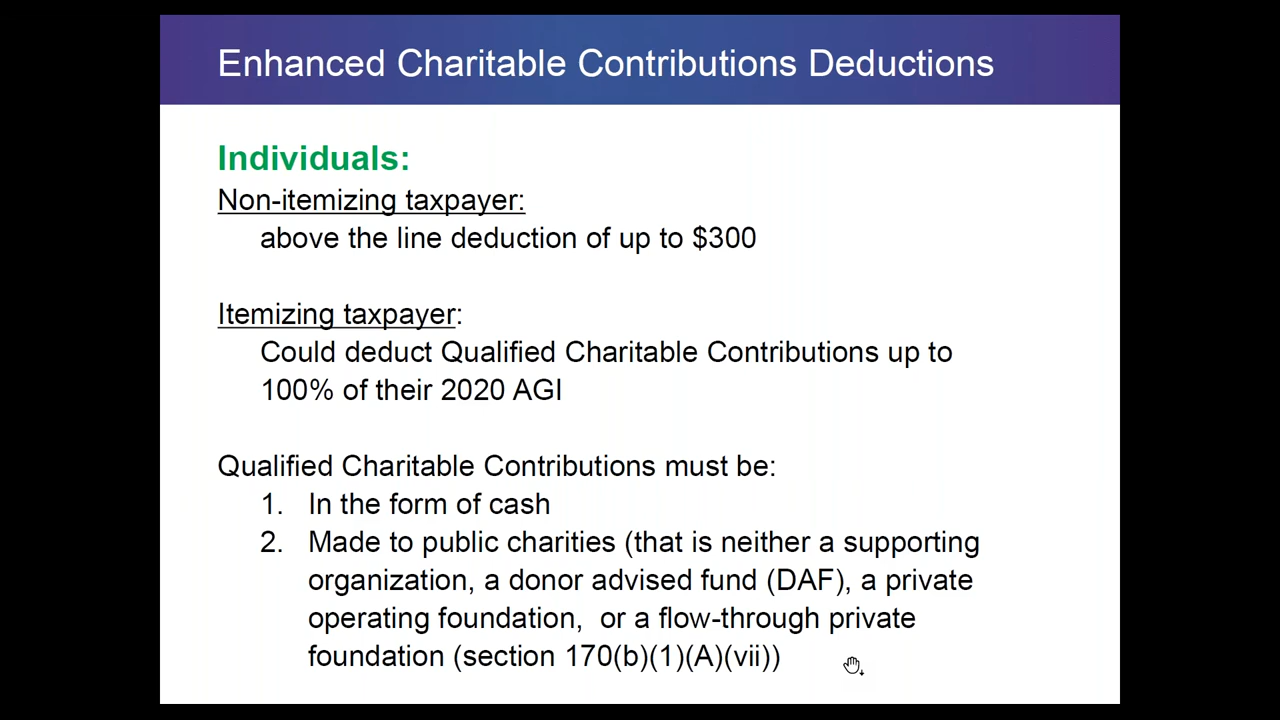 Enhanced Charitable Contributions Deductions
Individuals:
Non-itemizing taxpayer:
above the line deduction of up to $300
Itemizing taxpayer:
Could deduct Qualified Charitable Contributions up to
100% of their 2020 AGI
Qualified Charitable Contributions must be:
1. In the form of cash
2. Made to public charities (that is neither a supporting
organization, a donor advised fund (DAF), a private
operating foundation, or a flow-through private
foundation (section 170(b)(1)(A)(vii))